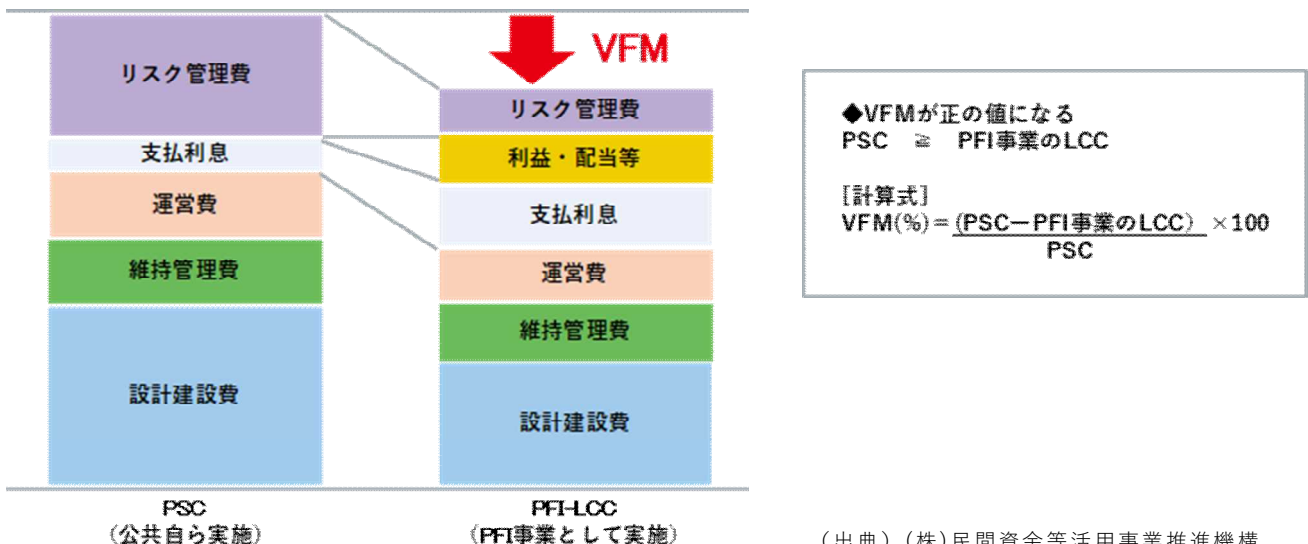 リスク管理費
支払利息
運営費
維持管理費
設計建設費
PSC
(公共自ら実施)
VFM
リスク管理費
利益・配当等
支払利息
運営費
維持管理費
設計建設費
PFI-LCC
(PFI事業として実施)
◆VFMが正の値になる
PSC ≧ PFI事業のLCC
[計算式]
VFM(%)=(PSC−PFI事業のLCC) ×100
PSC
(出典)(株)民間資金等活用事業推進機構